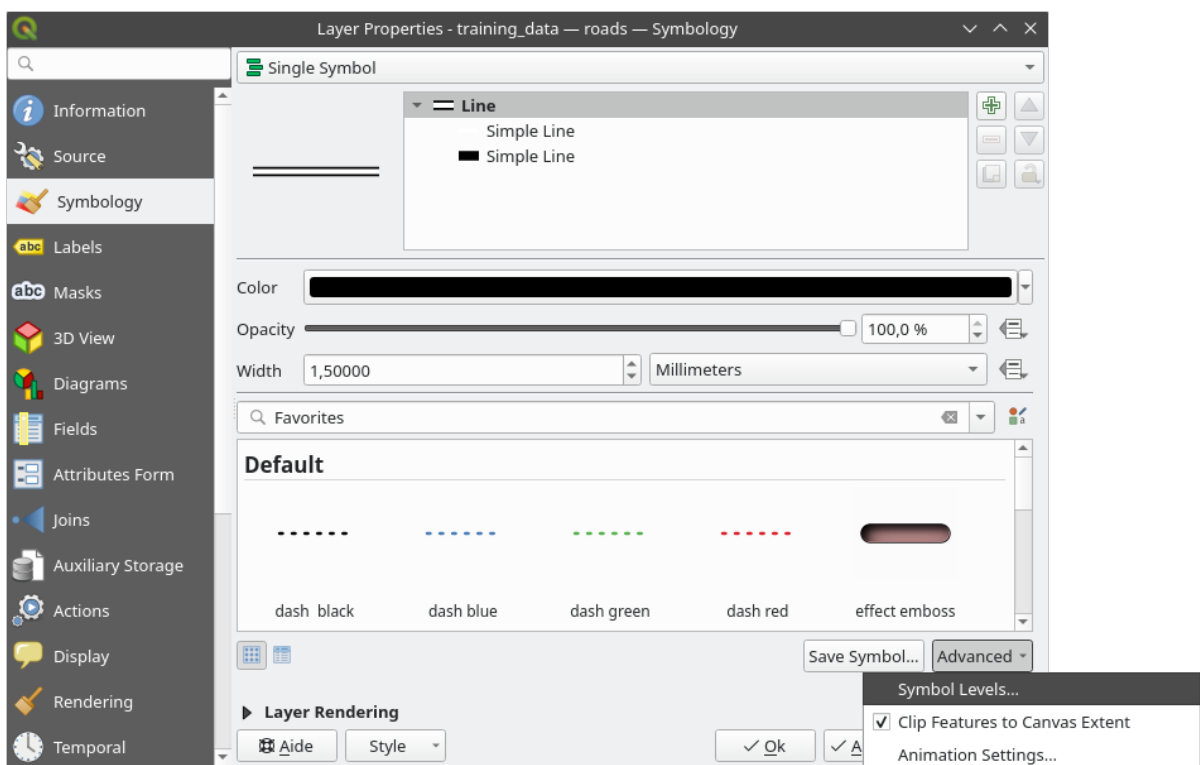 Layer Properties - training_data — roads — Symbology
Single Symbol
Information
Source
Symbology
abc Labels
abc Masks
3D View
Diagrams
Fields
Attributes Form
Joins
Auxiliary Storage
Actions
Display
Rendering
Temporal
Line
Simple Line
Simple Line
Color
Opacity 100,0 %
Width 1,50000 Millimeters
Favorites
Default
dash black dash blue dash green dash red effect emboss
Save Symbol... Advanced
Symbol Levels...
Layer Rendering
Clip Features to Canvas Extent
Aide Style Ok A
Animation Settings...